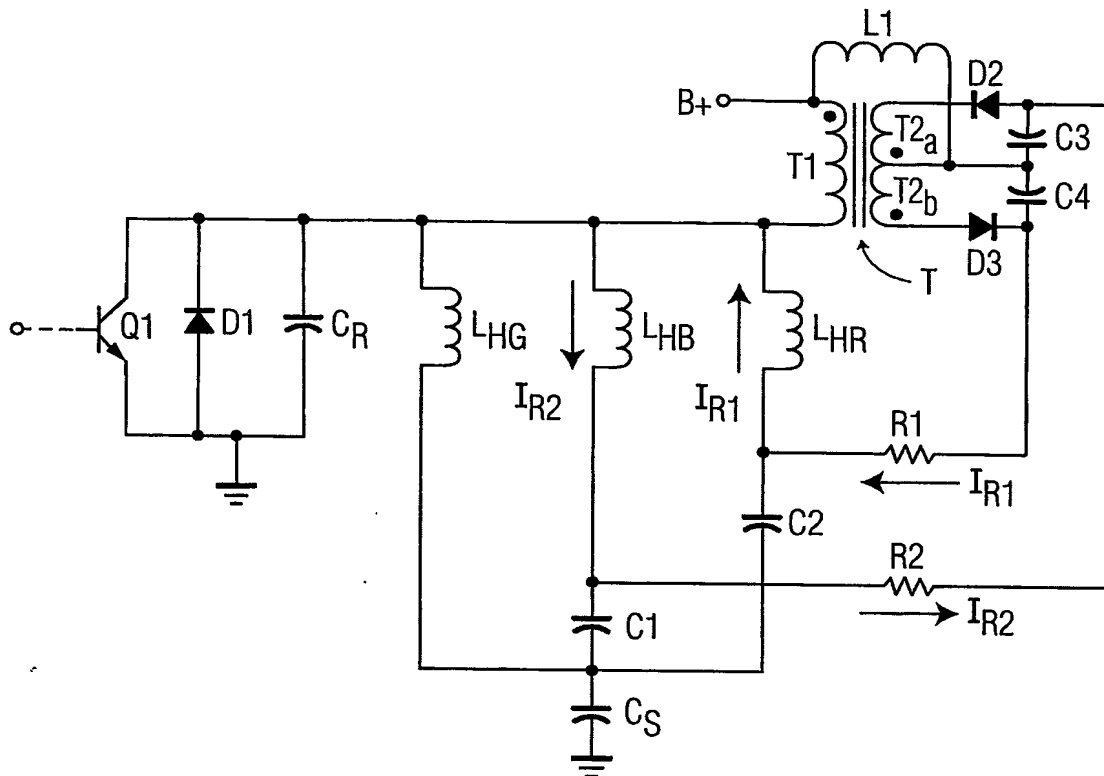 L1
D2
B+
T1
T2a
C3
T2b
C4
D3
T
Q1
D1
CR
LHG
LHB
LHR
IR2
IR1
R1
IR1
C2
R2
IR2
C1
CS